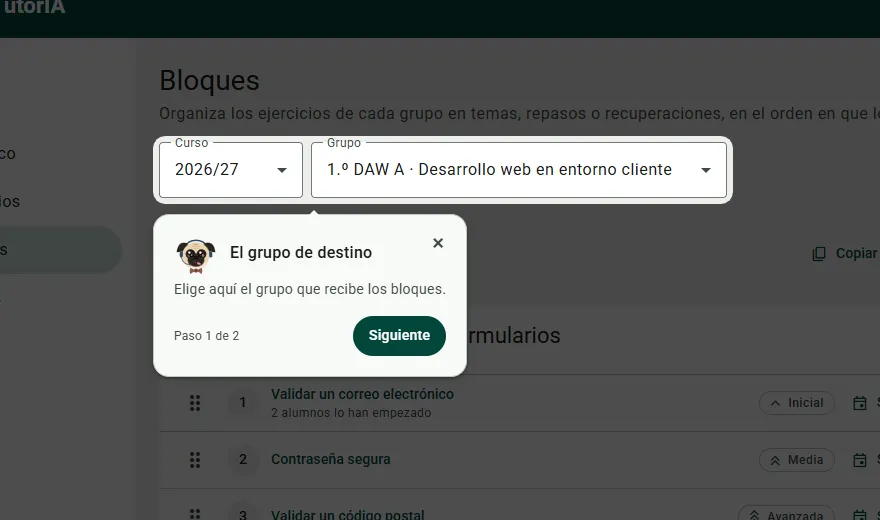 utorIA
Bloques
Organiza los ejercicios de cada grupo en temas, repasos o recuperaciones, en el orden en que l
Curso
2026/27
Grupo
1.º DAW A · Desarrollo web en entorno cliente
co
ios
s
El grupo de destino
×
Elige aquí el grupo que recibe los bloques.
Paso 1 de 2
Siguiente
Copiar
rmularios
1
Validar un correo electrónico
2 alumnos lo han empezado
Inicial
S
2
Contraseña segura
Media
S
3
Validar un código postal
Avanzada
S